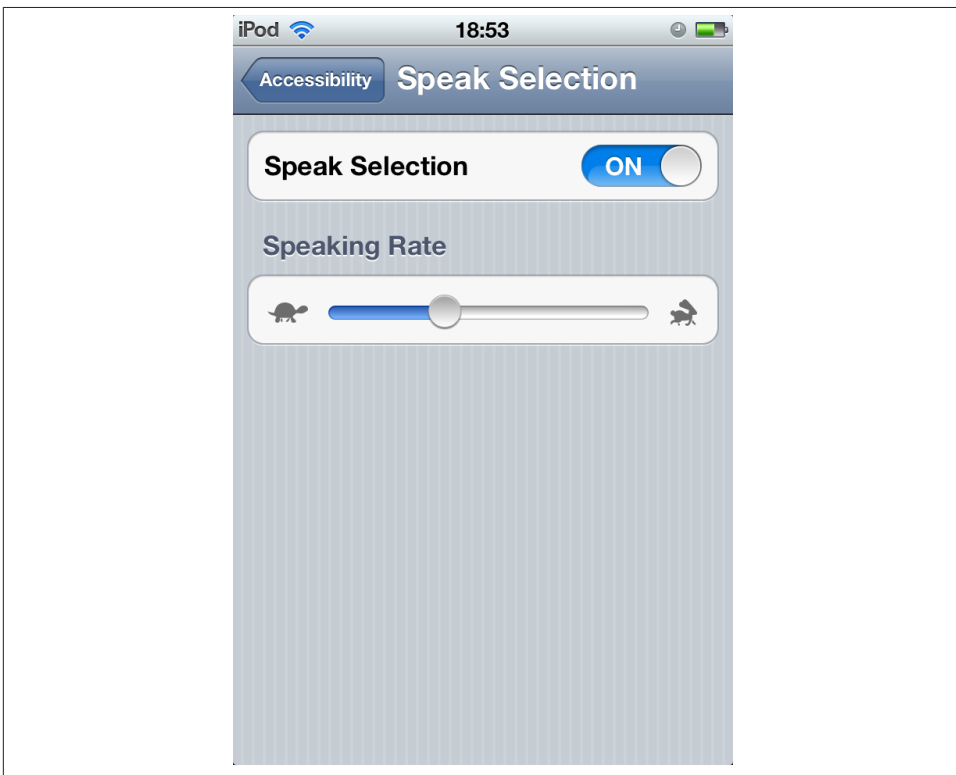 iPod 18:53
Accessibility Speak Selection
Speak Selection ON
Speaking Rate